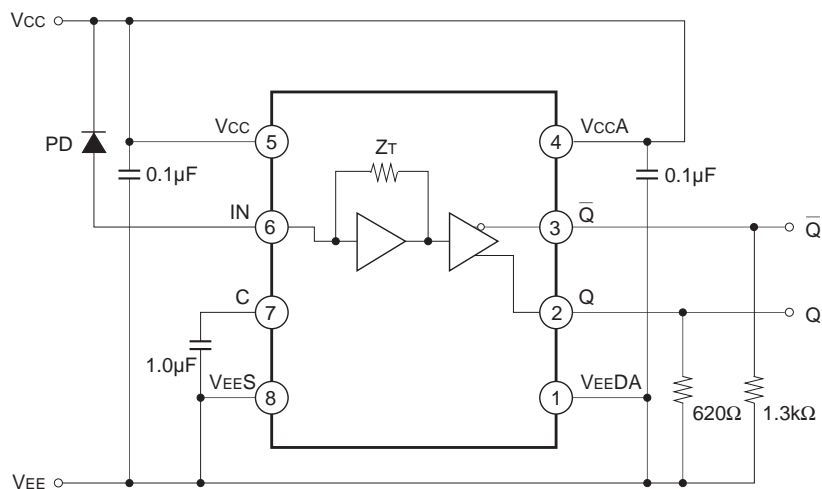 VCC
PD
VCC
5
4
VCCA
ZT
0.1µF
0.1µF
IN
6
3
Q̅
Q̅
C
7
2
Q
Q
1.0µF
VEES
8
1
VEEDA
620Ω
1.3kΩ
VEE